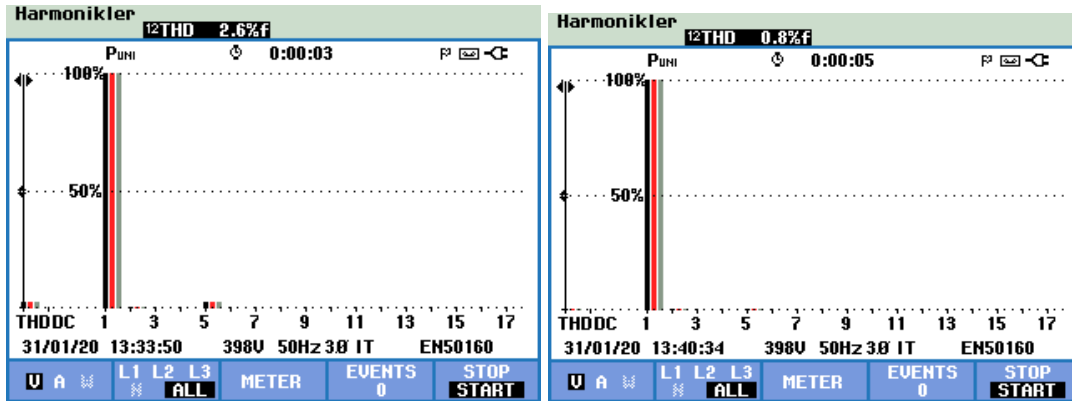 Harmonikler
12THD 2.6%f
PUNI 0:00:03
100%
50%
THDDC 1 3 5 7 9 11 13 15 17
31/01/20 13:33:50 398V 50Hz 3Ø IT EN50160
V A W L1 L2 L3 N ALL METER EVENTS 0 STOP START
Harmonikler
12THD 0.8%f
PUNI 0:00:05
100%
50%
THDDC 1 3 5 7 9 11 13 15 17
31/01/20 13:40:34 398V 50Hz 3Ø IT EN50160
V A W L1 L2 L3 N ALL METER EVENTS 0 STOP START